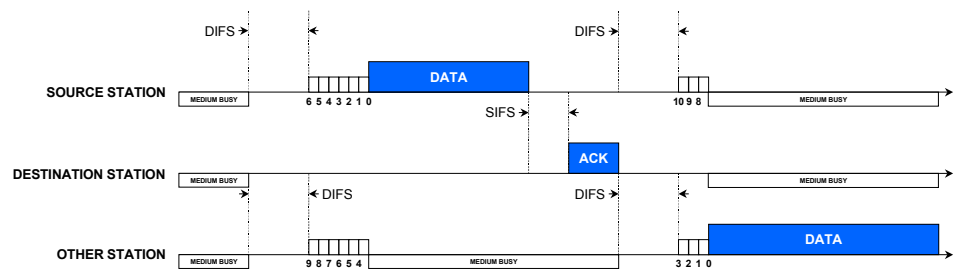 DIFS DIFS
DATA
SOURCE STATION
MEDIUM BUSY MEDIUM BUSY
6 5 4 3 2 1 0 10 9 8
SIFS
ACK
DESTINATION STATION
MEDIUM BUSY MEDIUM BUSY
DIFS DIFS
DATA
OTHER STATION
MEDIUM BUSY MEDIUM BUSY
9 8 7 6 5 4 3 2 1 0